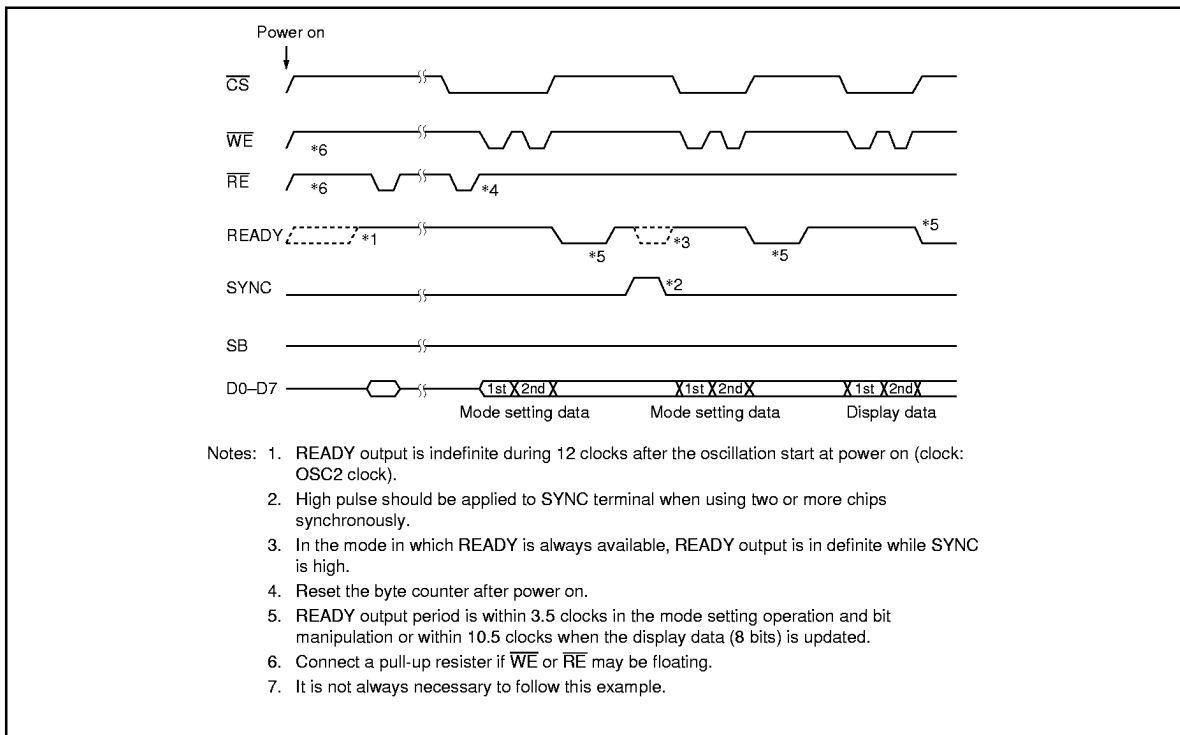 Power on
C̅S̅
W̅E̅
*6
R̅E̅
*6
*4
READY
*1
*5
*3
*5
*5
SYNC
*2
SB
D0–D7
1st 2nd
1st 2nd
1st 2nd
Mode setting data
Mode setting data
Display data
Notes: 1. READY output is indefinite during 12 clocks after the oscillation start at power on (clock:
OSC2 clock).
2. High pulse should be applied to SYNC terminal when using two or more chips
synchronously.
3. In the mode in which READY is always available, READY output is in definite while SYNC
is high.
4. Reset the byte counter after power on.
5. READY output period is within 3.5 clocks in the mode setting operation and bit
manipulation or within 10.5 clocks when the display data (8 bits) is updated.
6. Connect a pull-up resister if W̅E̅ or R̅E̅ may be floating.
7. It is not always necessary to follow this example.